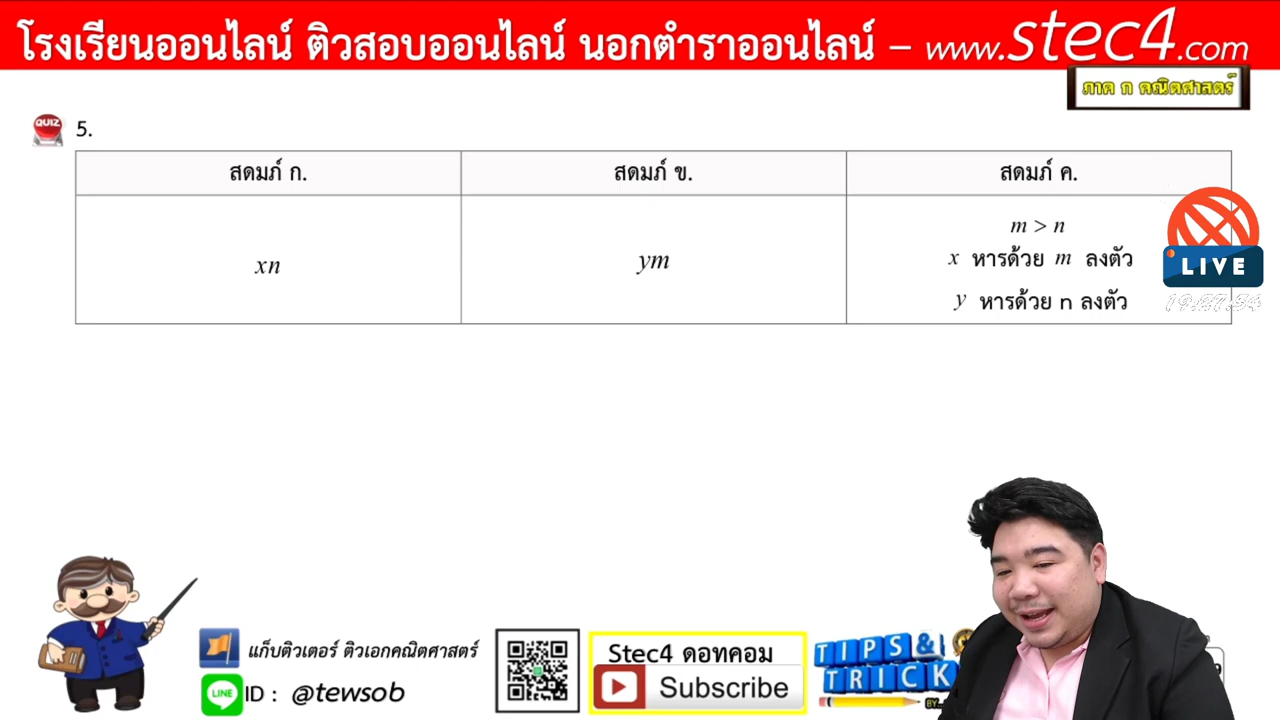 โรงเรียนออนไลน์ ติวสอบออนไลน์ นอกตำราออนไลน์ – www.stec4.com
ภาค ก คณิตศาสตร์
QUIZ
5.
สดมภ์ ก. สดมภ์ ข. สดมภ์ ค.
xn ym m > n
x หารด้วย m ลงตัว
y หารด้วย n ลงตัว
LIVE
แก็บติวเตอร์ ติวเอกคณิตศาสตร์
LINE ID : @tewsob
Stec4 ดอทคอม
Subscribe
TIPS &
TRICK
BY